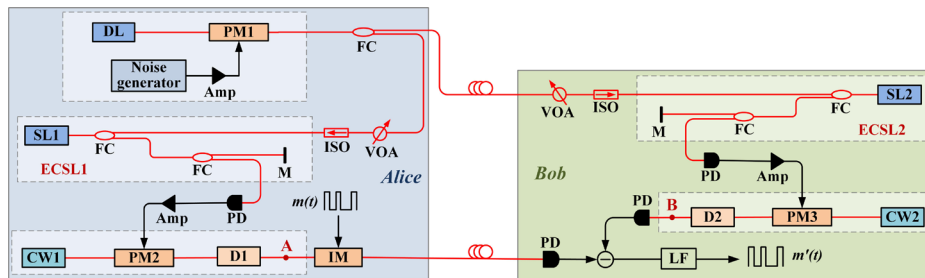 DL
PM1
FC
Noise
generator
Amp
SL1
FC
ISO
VOA
ECSL1
FC
M
Alice
Amp
PD
m(t)
CW1
PM2
D1
A
IM
VOA
ISO
FC
SL2
M
FC
ECSL2
Bob
PD
Amp
PD
B
D2
PM3
CW2
PD
LF
m'(t)